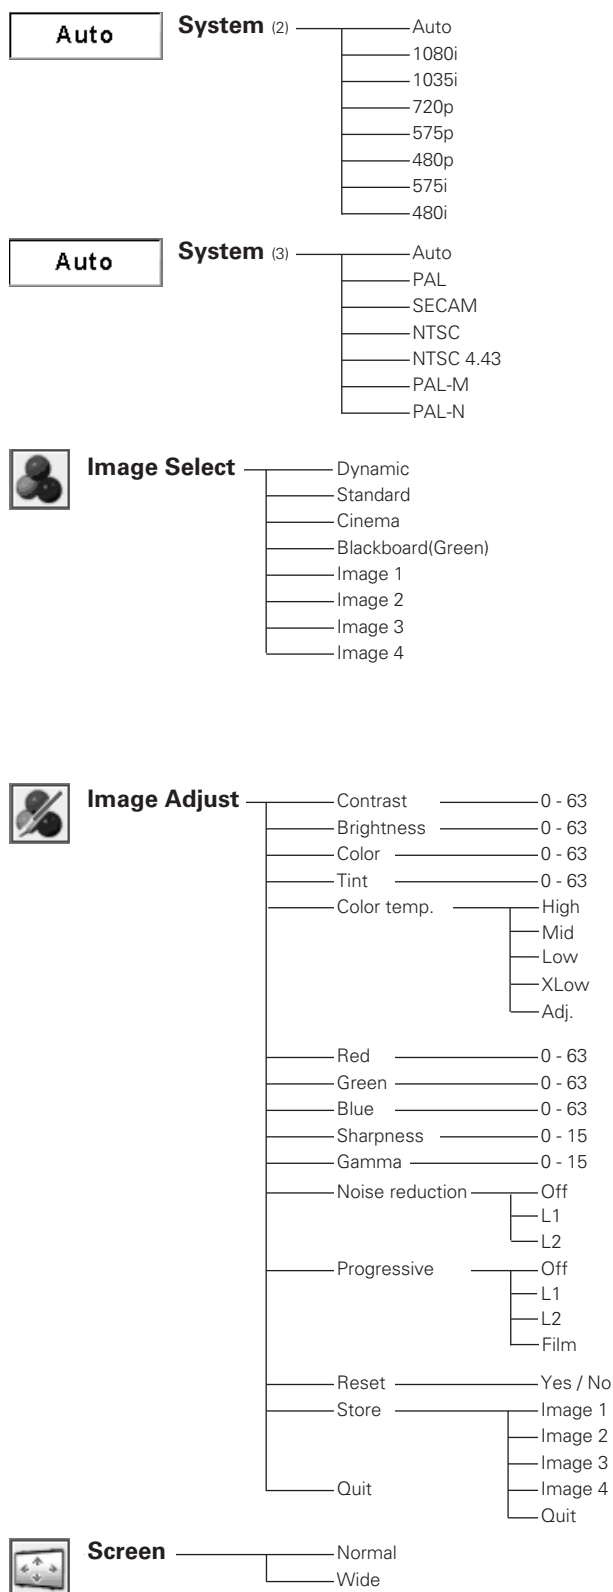 Auto System (2) Auto
1080i
1035i
720p
575p
480p
575i
480i
Auto System (3) Auto
PAL
SECAM
NTSC
NTSC 4.43
PAL-M
PAL-N
Image Select Dynamic
Standard
Cinema
Blackboard(Green)
Image 1
Image 2
Image 3
Image 4
Image Adjust Contrast 0 - 63
Brightness 0 - 63
Color 0 - 63
Tint 0 - 63
Color temp. High
Mid
Low
XLow
Adj.
Red 0 - 63
Green 0 - 63
Blue 0 - 63
Sharpness 0 - 15
Gamma 0 - 15
Noise reduction Off
L1
L2
Progressive Off
L1
L2
Film
Reset Yes / No
Store Image 1
Image 2
Image 3
Quit Image 4
Quit
Screen Normal
Wide